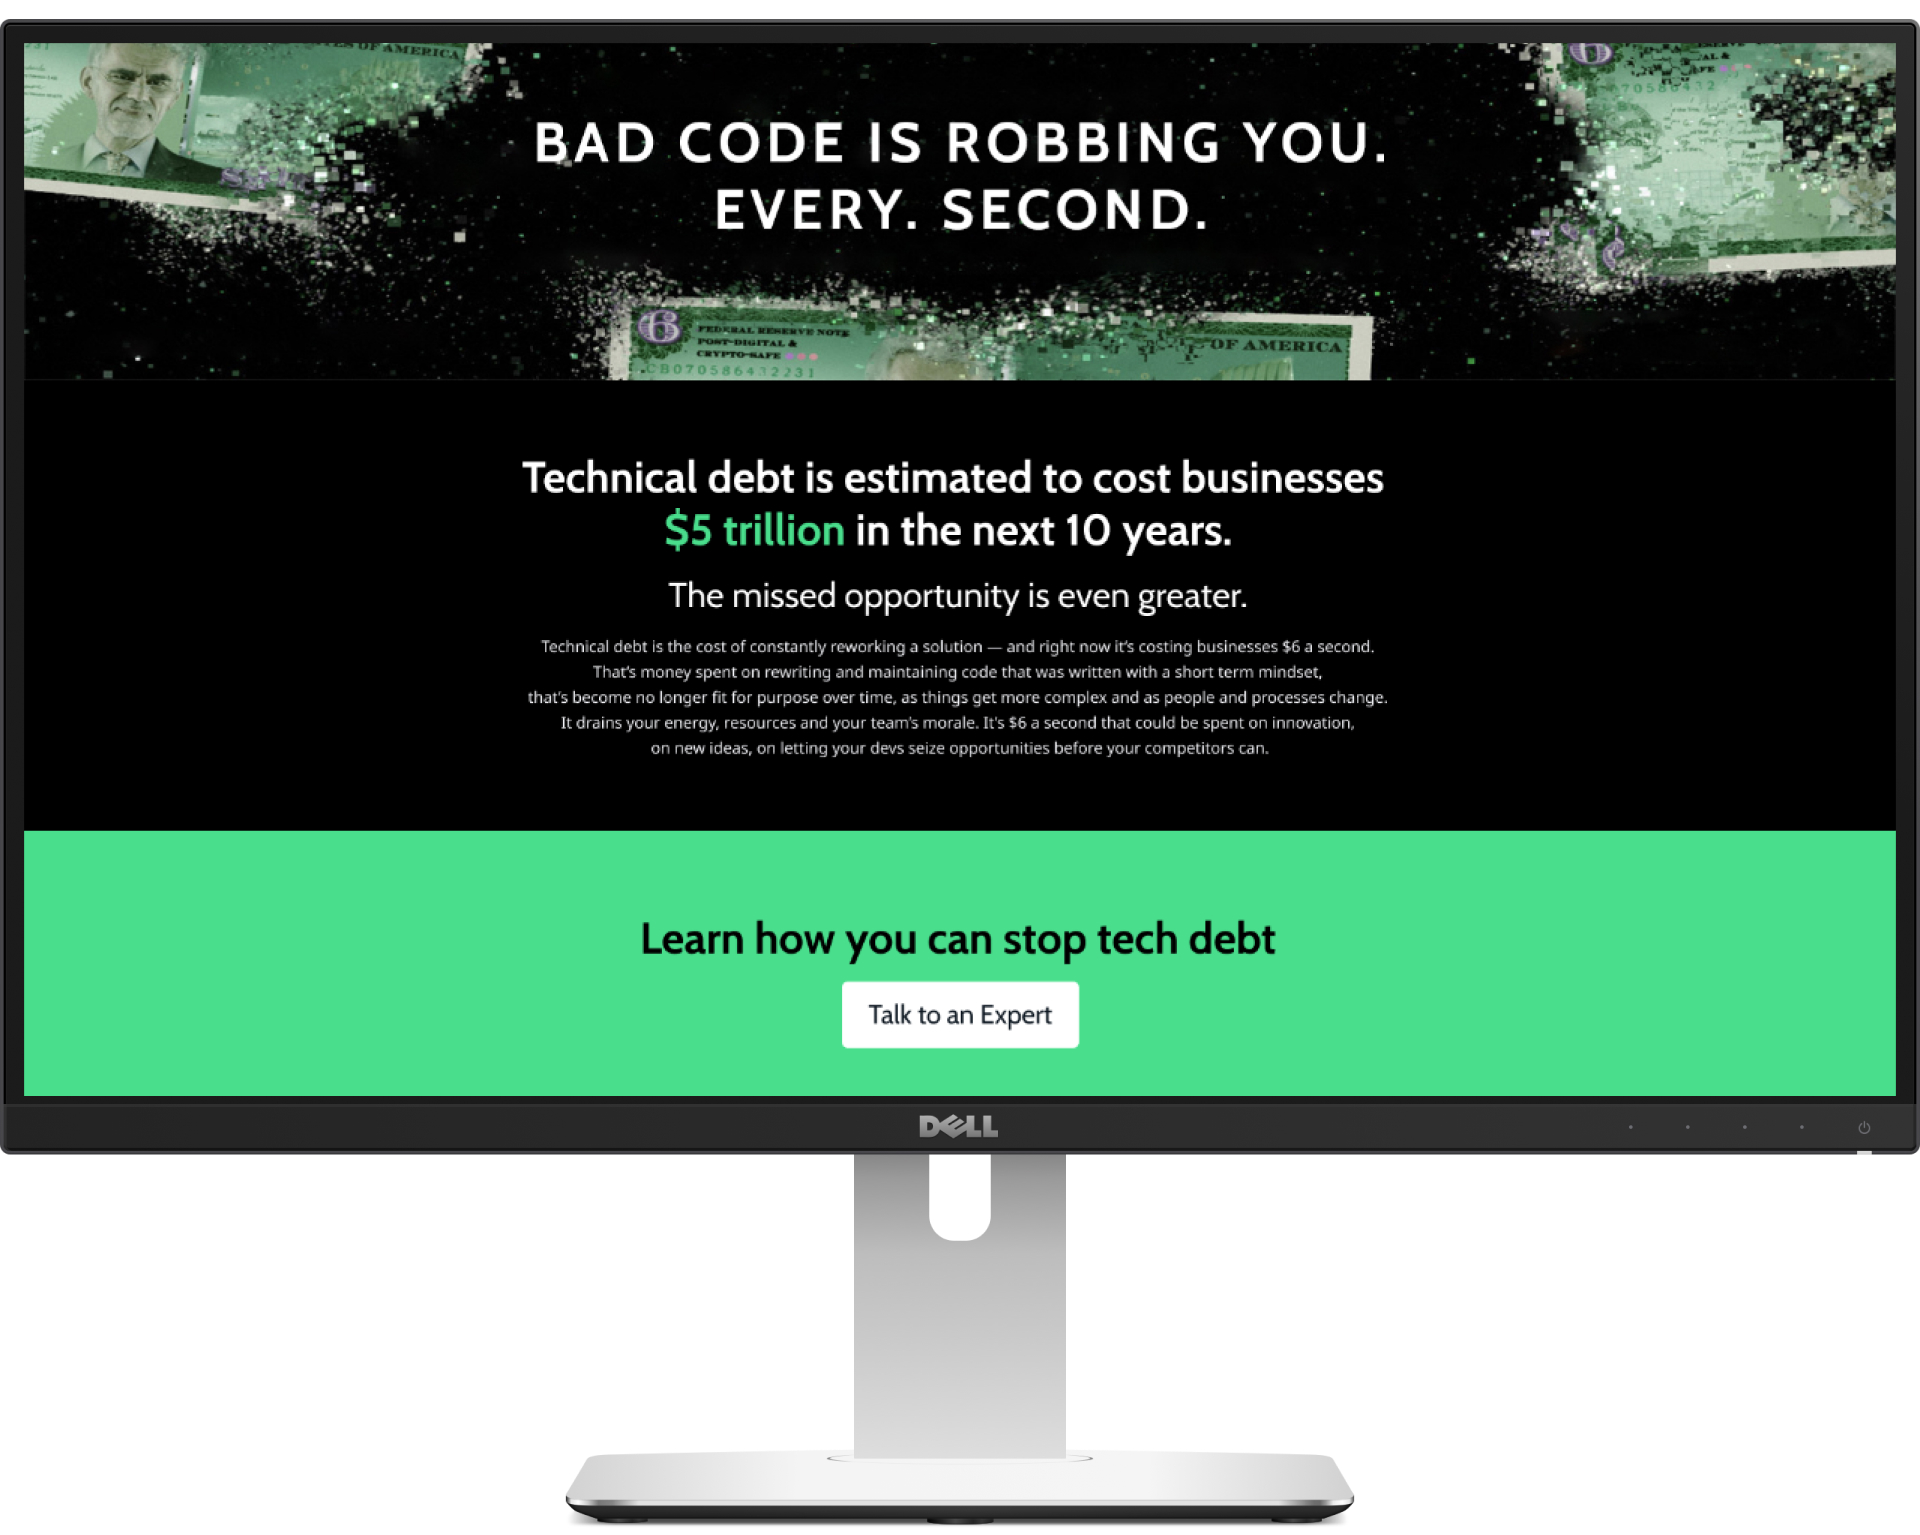 TES OF AMERICA
BAD CODE IS ROBBING YOU.
EVERY. SECOND.
6
70586432
6
FEDERAL RESERVE NOTE
POST-DIGITAL &
CRYPTO-SAFE
CB070586432231
OF AMERICA
Technical debt is estimated to cost businesses
$5 trillion in the next 10 years.
The missed opportunity is even greater.
Technical debt is the cost of constantly reworking a solution — and right now it's costing businesses $6 a second.
That's money spent on rewriting and maintaining code that was written with a short term mindset,
that's become no longer fit for purpose over time, as things get more complex and as people and processes change.
It drains your energy, resources and your team's morale. It's $6 a second that could be spent on innovation,
on new ideas, on letting your devs seize opportunities before your competitors can.
Learn how you can stop tech debt
Talk to an Expert
DELL